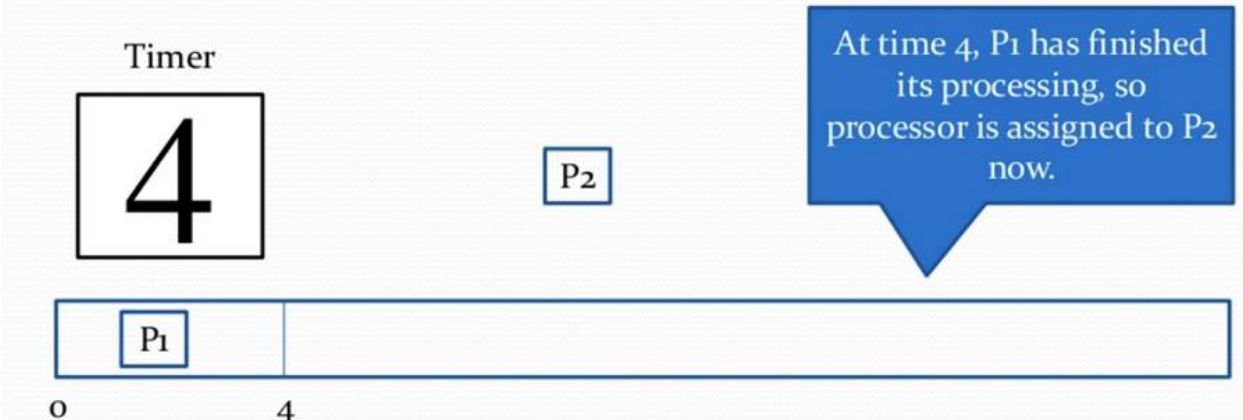 Timer
4
P2
At time 4, P1 has finished
its processing, so
processor is assigned to P2
now.
P1
0 4